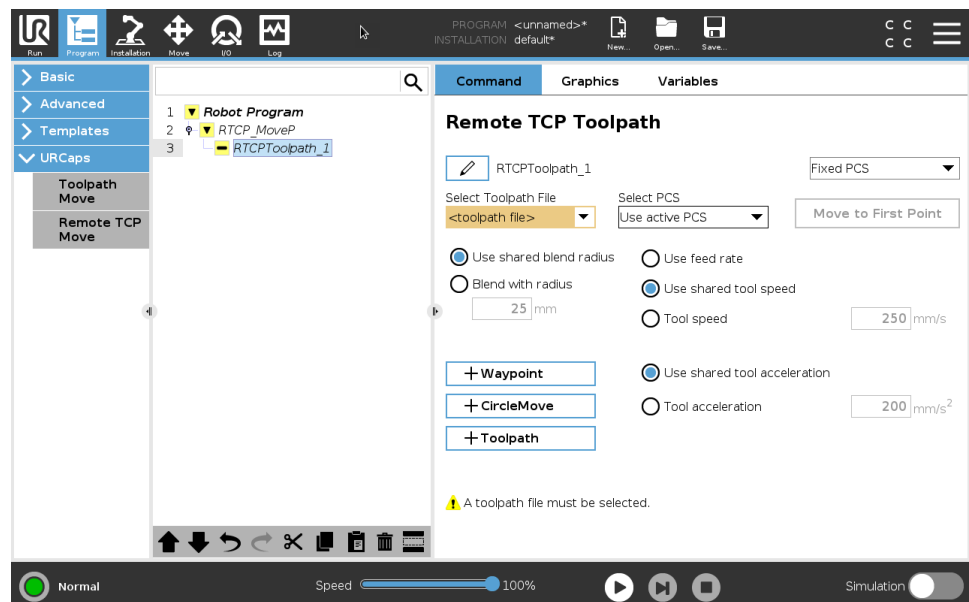 PROGRAM <unnamed>*
INSTALLATION default*
UR
Run
Program
Installation
Move
I/O
Log
New...
Open...
Save...
C C
C C
Basic
Advanced
Templates
URCaps
Toolpath
Move
Remote TCP
Move
1 Robot Program
2 RTCP_MoveP
3 RTCPToolpath_1
Command Graphics Variables
Remote TCP Toolpath
RTCPToolpath_1
Fixed PCS
Select Toolpath File
<toolpath file>
Select PCS
Use active PCS
Move to First Point
Use shared blend radius
Blend with radius
25 mm
Use feed rate
Use shared tool speed
Tool speed
250 mm/s
+ Waypoint
+ CircleMove
+ Toolpath
Use shared tool acceleration
Tool acceleration
200 mm/s²
A toolpath file must be selected.
Normal
Speed
100%
Simulation